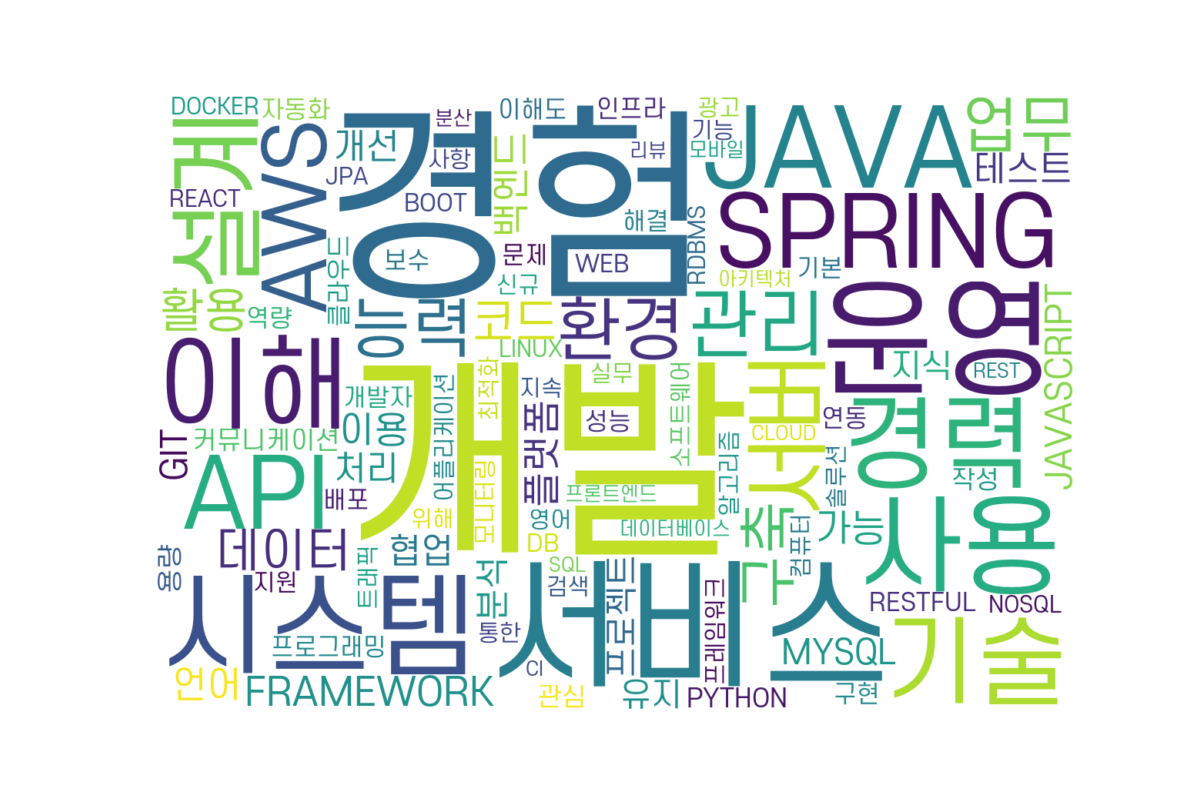 DOCKER
자동화
분산
이해도
인프라
광고
업무
설계
AWS
개선
사항
경험
리뷰
기능
모바일
JAVA
테스트
REACT
JPA
BOOT
백엔드
해결
RDBMS
SPRING
클라우드
보수
문제
WEB
아키텍처
기본
활용
역량
능력
신규
코드
환경
관리
운영
JAVASCRIPT
LINUX
이해
개발자
어플리케이션
최적화
개발
지속
실무
소프트웨어
서버
지식
REST
GIT
커뮤니케이션
이용
플랫폼
성능
CLOUD
연동
경력
API
처리
배포
모니터링
프론트엔드
알고리즘
솔루션
작성
위해
영어
데이터베이스
데이터
협업
DB
구축
컴퓨터
가능
사용
용량
지원
트래픽
분석
SQL
검색
프로젝트
프레임워크
RESTFUL
NOSQL
시스템
서비스
프로그래밍
통한
MYSQL
기술
언어
FRAMEWORK
CI
관심
유지
PYTHON
구현